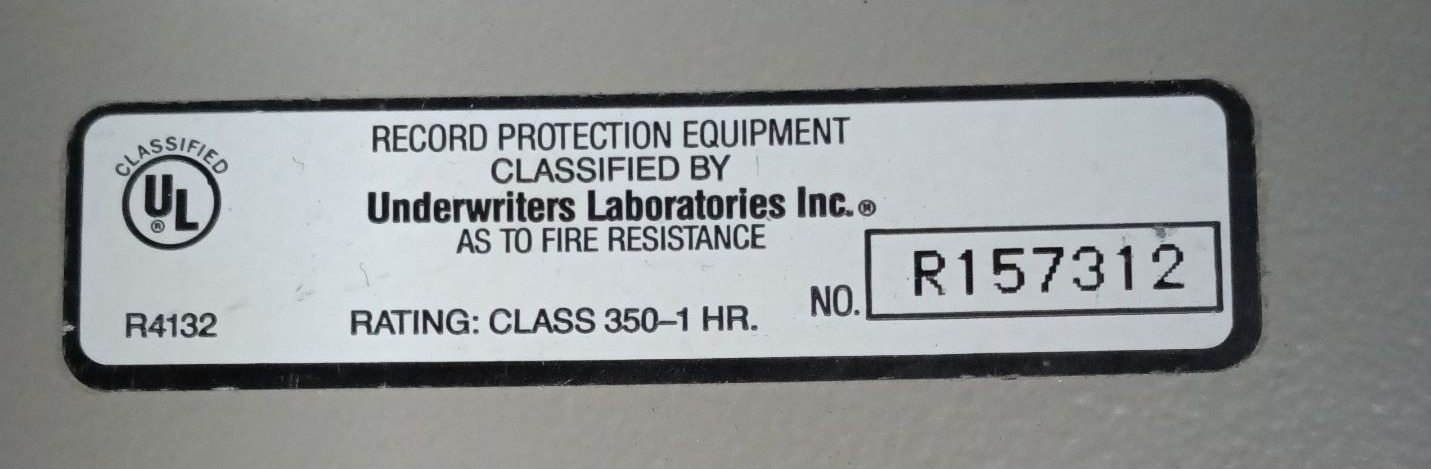 CLASSIFIED
UL®
RECORD PROTECTION EQUIPMENT
CLASSIFIED BY
Underwriters Laboratories Inc.®
AS TO FIRE RESISTANCE
R4132
RATING: CLASS 350–1 HR.
NO. R157312